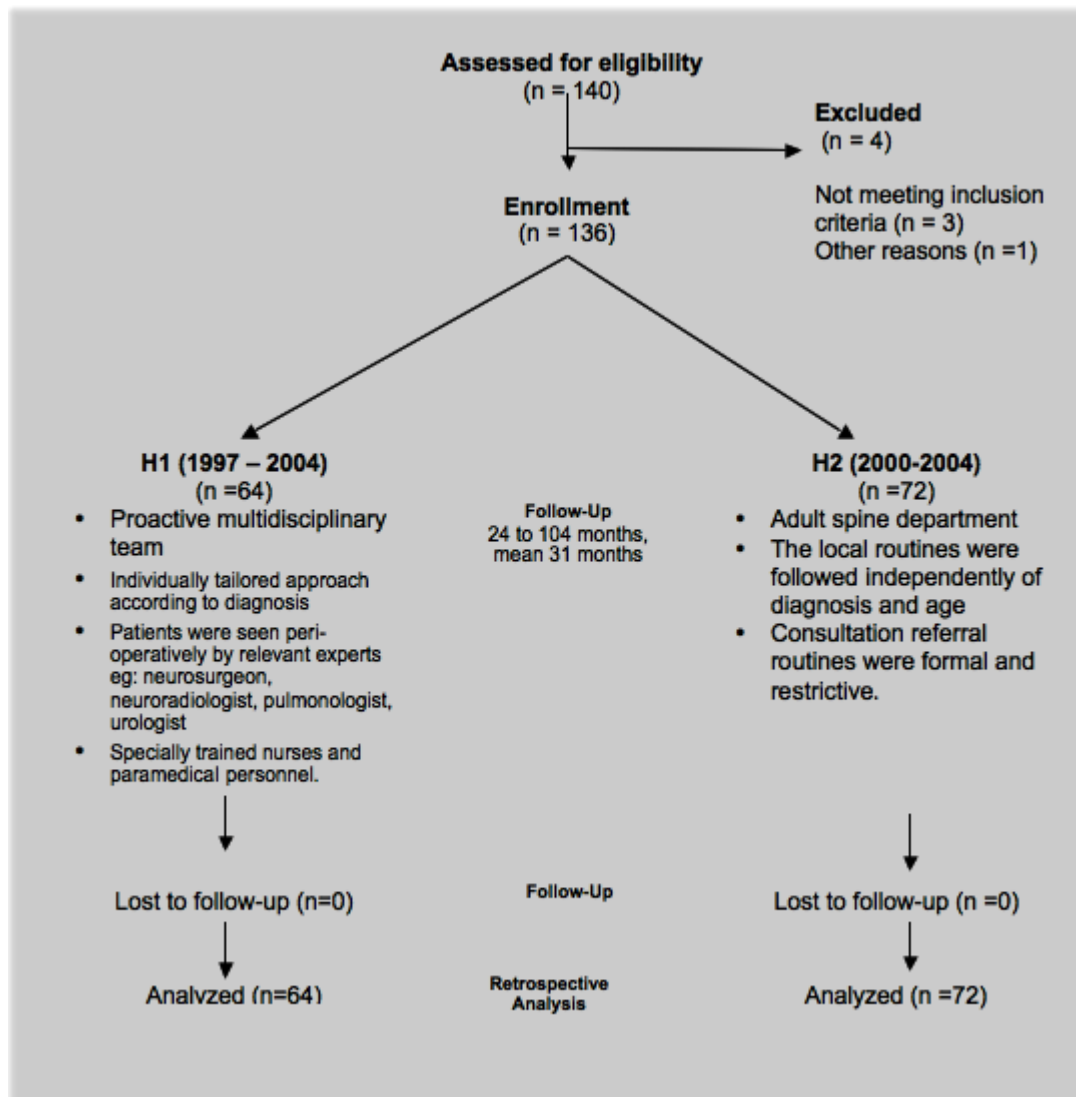 Assessed for eligibility
(n = 140)
Excluded
(n = 4)
Not meeting inclusion
criteria (n = 3)
Other reasons (n =1)
Enrollment
(n = 136)
H1 (1997 – 2004)
(n =64)
• Proactive multidisciplinary
team
• Individually tailored approach
according to diagnosis
• Patients were seen peri-
operatively by relevant experts
eg: neurosurgeon,
neuroradiologist, pulmonologist,
urologist
• Specially trained nurses and
paramedical personnel.
Follow-Up
24 to 104 months,
mean 31 months
H2 (2000-2004)
(n =72)
• Adult spine department
• The local routines were
followed independently of
diagnosis and age
• Consultation referral
routines were formal and
restrictive.
Lost to follow-up (n=0)
Follow-Up
Lost to follow-up (n =0)
Analyzed (n=64)
Retrospective
Analysis
Analyzed (n =72)